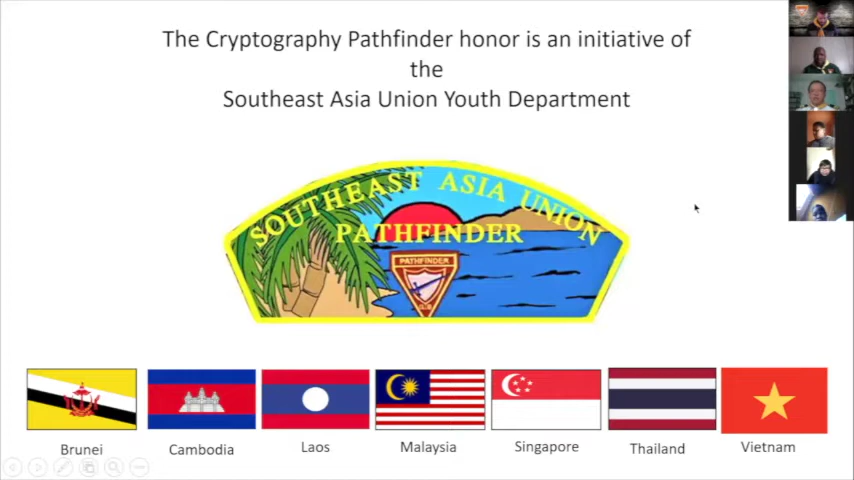 The Cryptography Pathfinder honor is an initiative of
the
Southeast Asia Union Youth Department
SOUTHEAST ASIA UNION
PATHFINDER
PATHFINDER
CLUB
Brunei
Cambodia
Laos
Malaysia
Singapore
Thailand
Vietnam